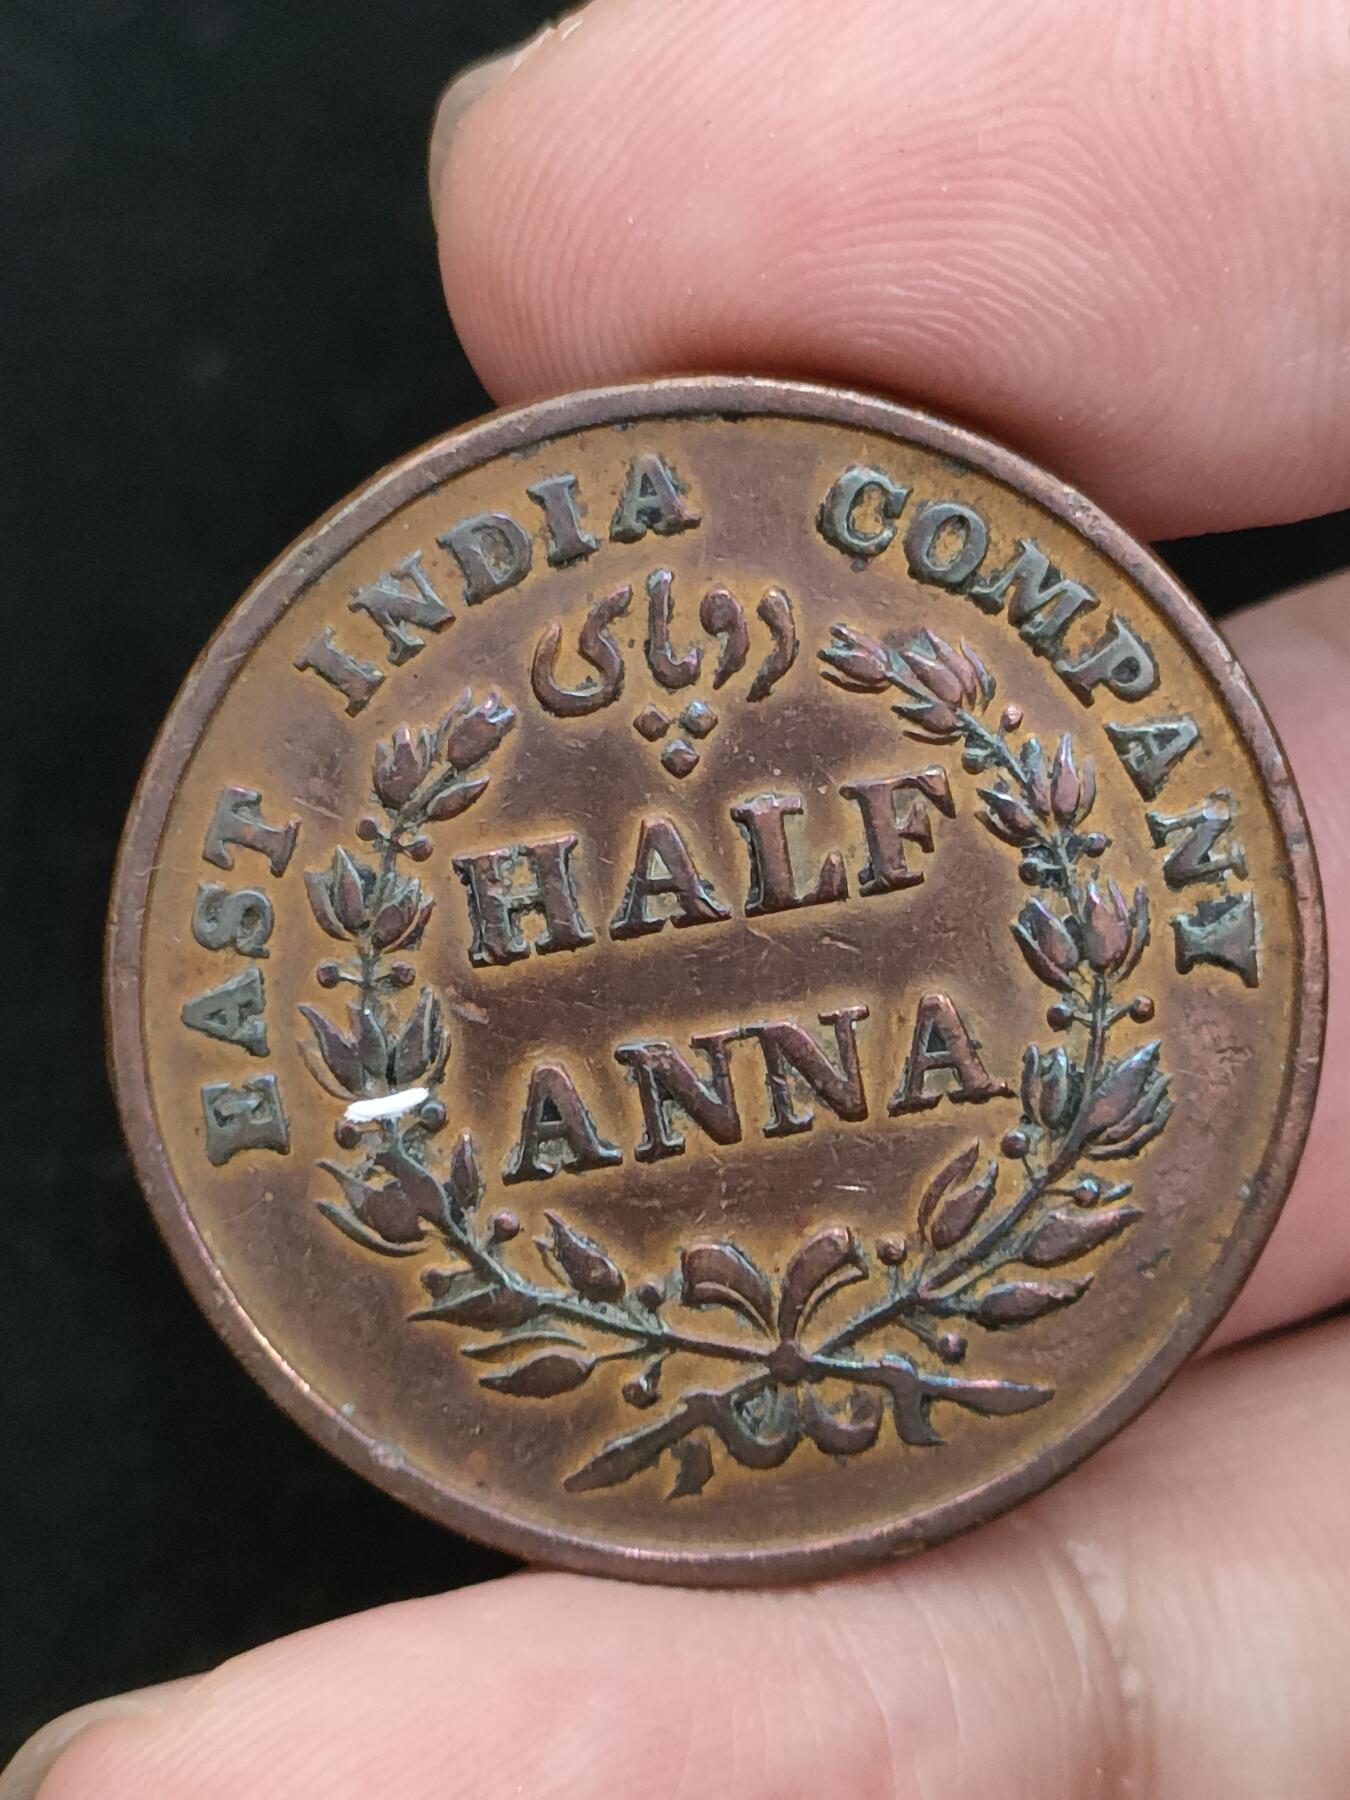 EAST INDIA COMPANY
دو پای
HALF
ANNA